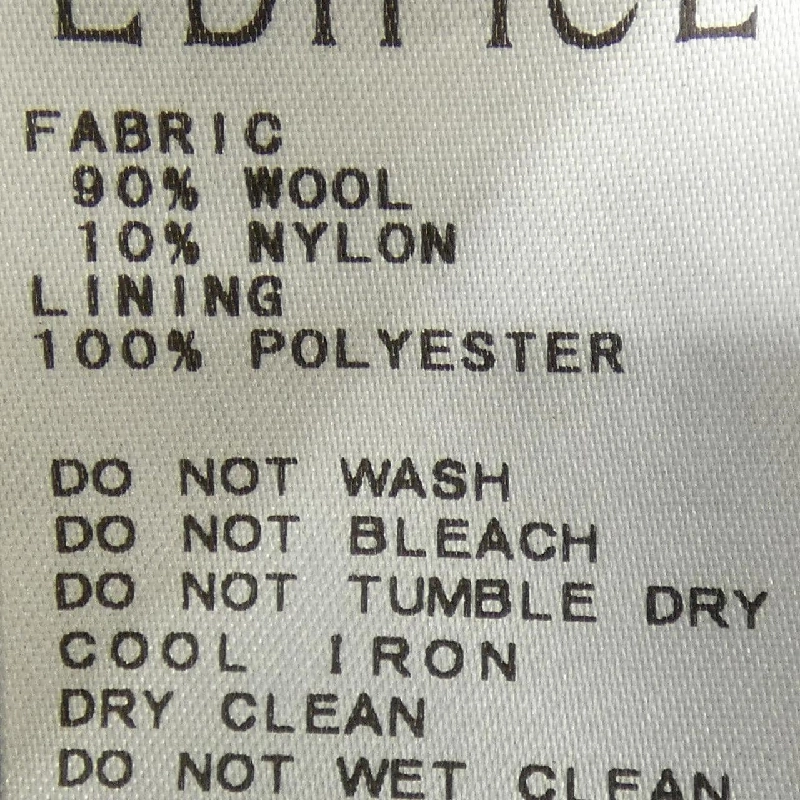 EDIFICE
FABRIC
90% WOOL
10% NYLON
LINING
100% POLYESTER
DO NOT WASH
DO NOT BLEACH
DO NOT TUMBLE DRY
COOL IRON
DRY CLEAN
DO NOT WET CLEAN